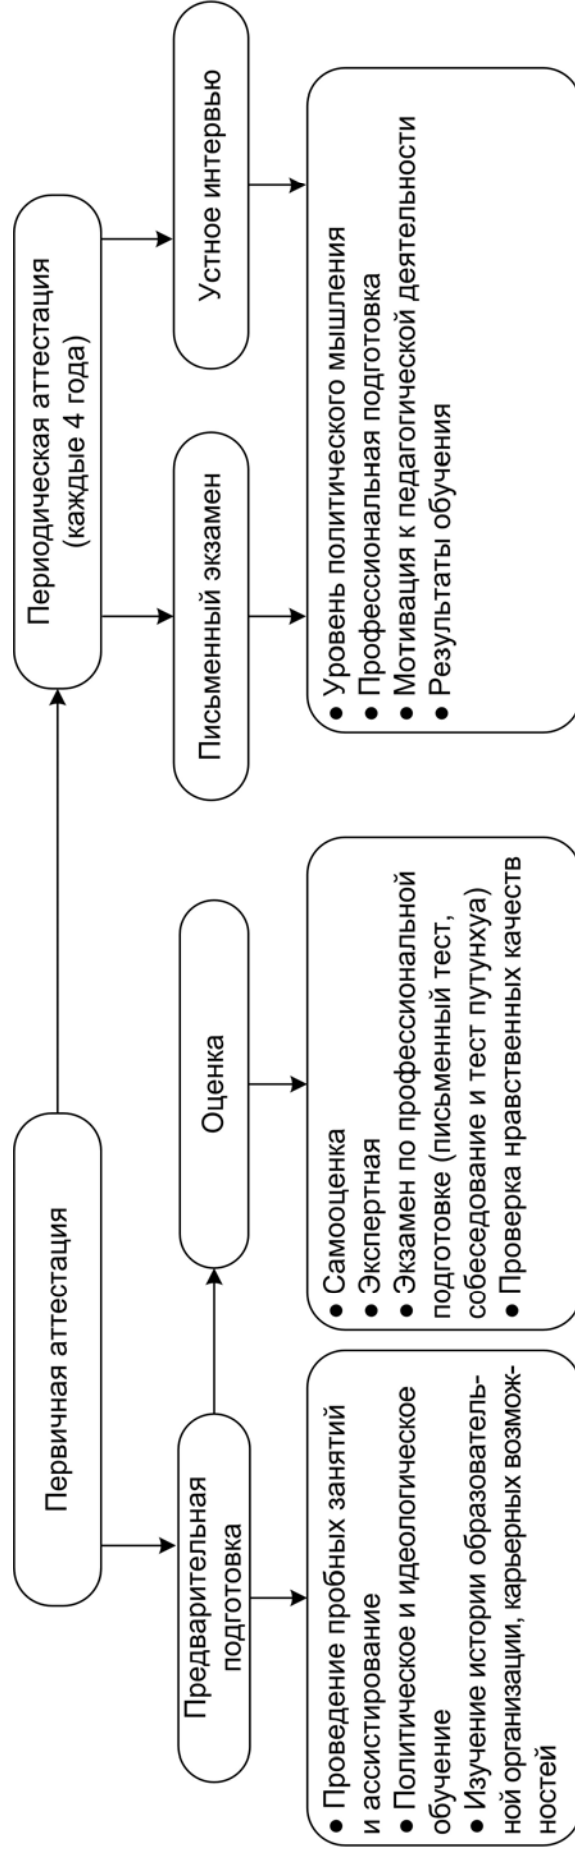 Первичная аттестация
Периодическая аттестация
(каждые 4 года)
Предварительная
подготовка
Оценка
Письменный экзамен
Устное интервью
● Проведение пробных занятий
и ассистирование
● Политическое и идеологическое
обучение
● Изучение истории образователь-
ной организации, карьерных возмож-
ностей
● Самооценка
● Экспертная
● Экзамен по профессиональной
подготовке (письменный тест,
собеседование и тест путунхуа)
● Проверка нравственных качеств
● Уровень политического мышления
● Профессиональная подготовка
● Мотивация к педагогической деятельности
● Результаты обучения